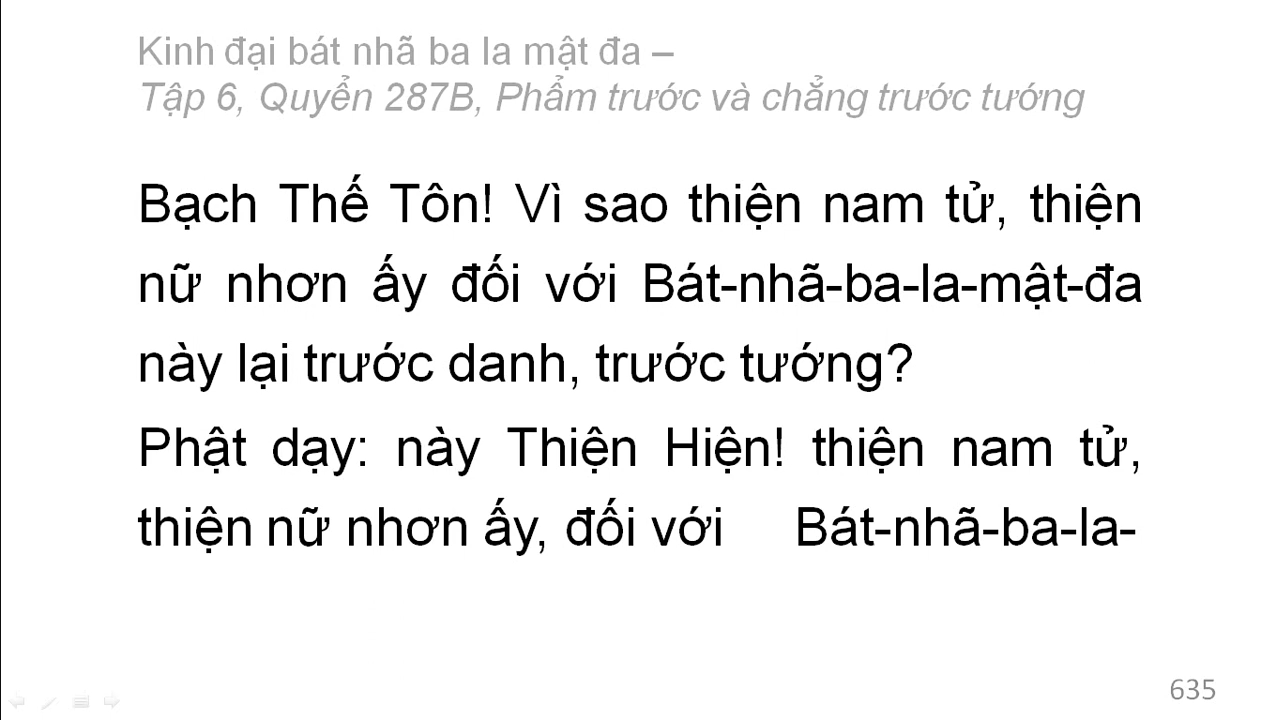 Kinh đại bát nhã ba la mật đa –
Tập 6, Quyển 287B, Phẩm trước và chẳng trước tướng
Bạch Thế Tôn! Vì sao thiện nam tử, thiện
nữ nhơn ấy đối với Bát-nhã-ba-la-mật-đa
này lại trước danh, trước tướng?
Phật dạy: này Thiện Hiện! thiện nam tử,
thiện nữ nhơn ấy, đối với Bát-nhã-ba-la-
635